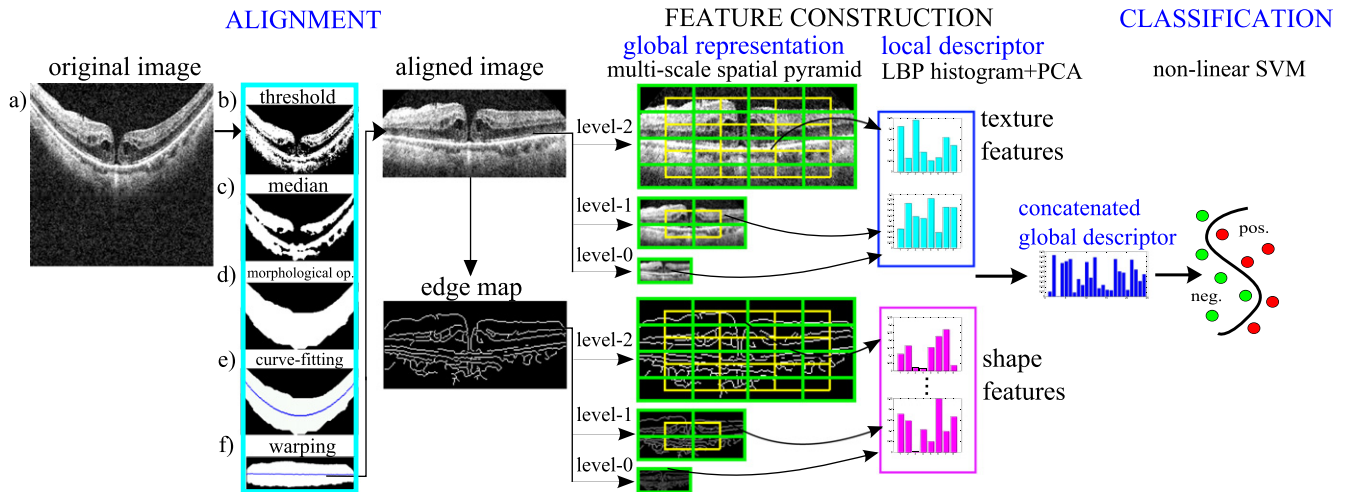 ALIGNMENT
FEATURE CONSTRUCTION
CLASSIFICATION
original image
aligned image
global representation
multi-scale spatial pyramid
local descriptor
LBP histogram+PCA
non-linear SVM
a)
b)
threshold
c)
median
d)
morphological op.
e)
curve-fitting
f)
warping
edge map
level-2
level-1
level-0
level-2
level-1
level-0
texture
features
shape
features
concatenated
global descriptor
pos.
neg.